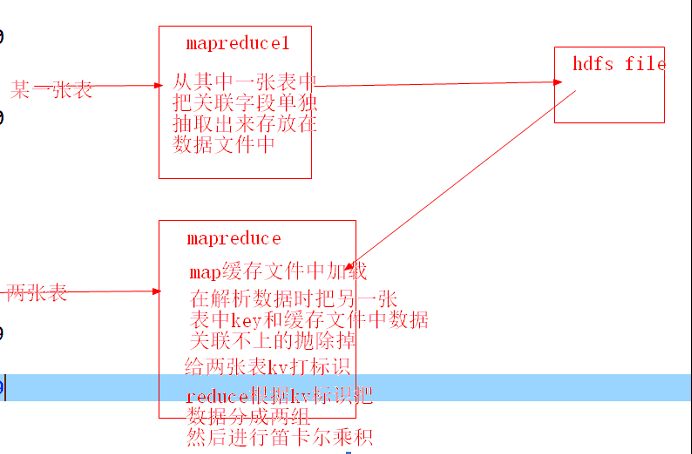 mapreduce1
hdfs file
某一张表
从其中一张表中
把关联字段单独
抽取出来存放在
数据文件中
mapreduce
map缓存文件中加载
两张表
在解析数据时把另一张
表中key和缓存文件中数据
关联不上的抛除掉
给两张表kv打标识
reduce根据kv标识把
数据分成两组
然后进行笛卡尔乘积